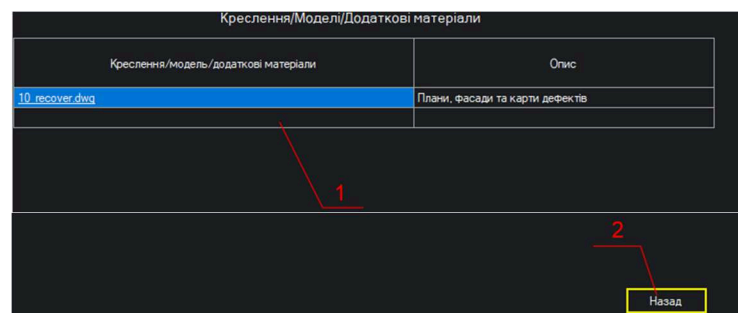 Креслення/Моделі/Додаткові матеріали
Креслення/модель/додаткові матеріали Опис
10_recover.dwg Плани, фасади та карти дефектів
1
2
Назад